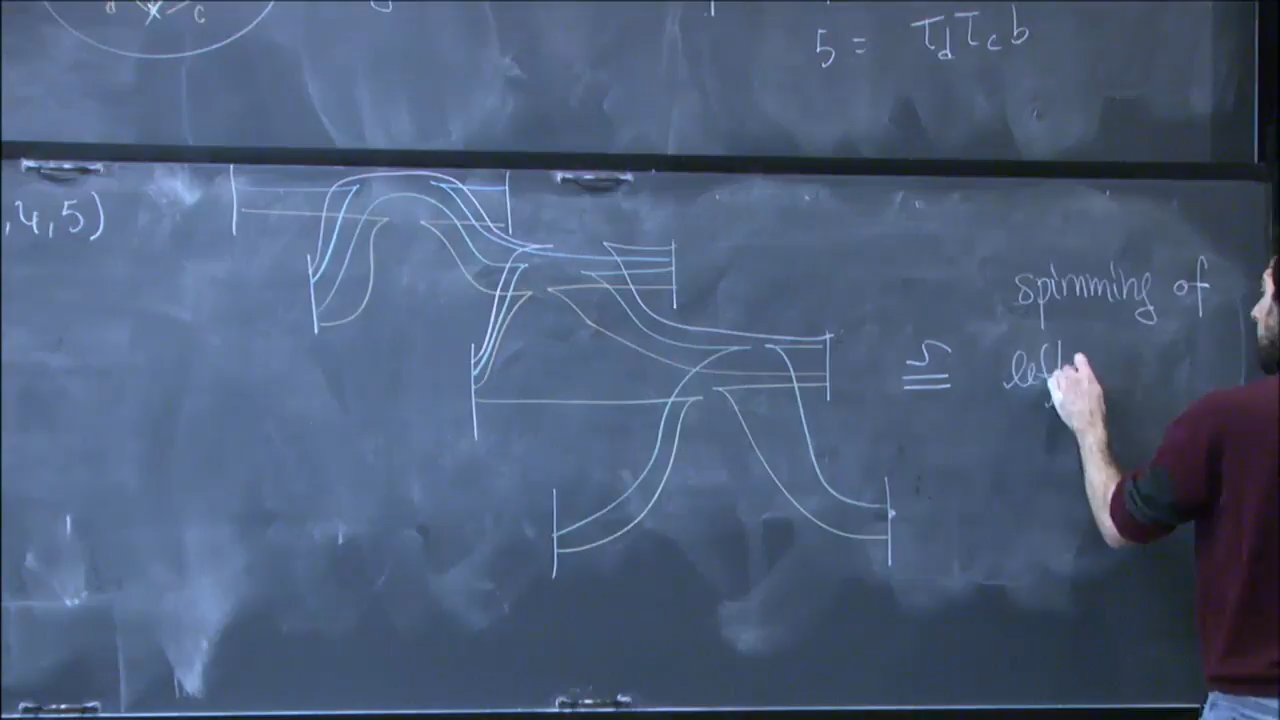 a c
5 = τ_d τ_c b
,4,5)
spinning of
≅ left